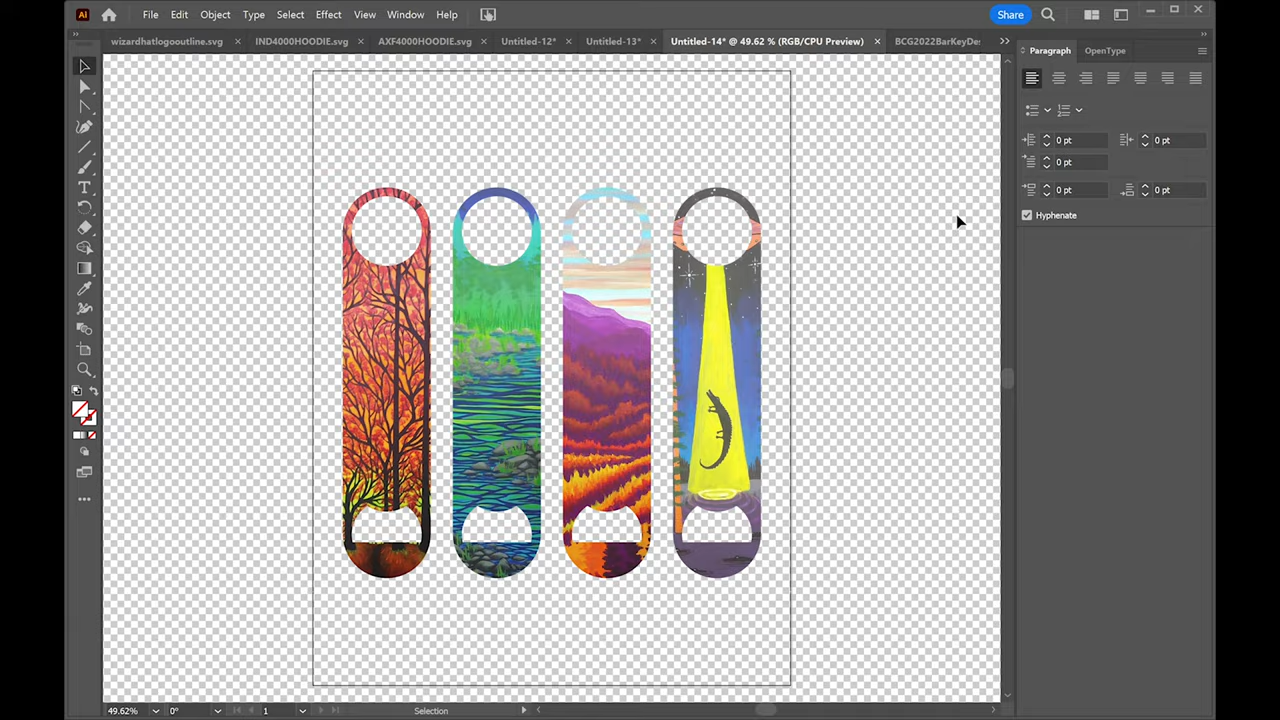 Ai File Edit Object Type Select Effect View Window Help Share
wizardhatlogooutline.svg × IND4000HOODIE.svg × AXF4000HOODIE.svg × Untitled-12* × Untitled-13* × Untitled-14* @ 49.62 % (RGB/CPU Preview) × BCG2022BarKeyDe
Paragraph OpenType
0 pt 0 pt
0 pt
0 pt 0 pt
Hyphenate
49.62% 0° 1 Selection